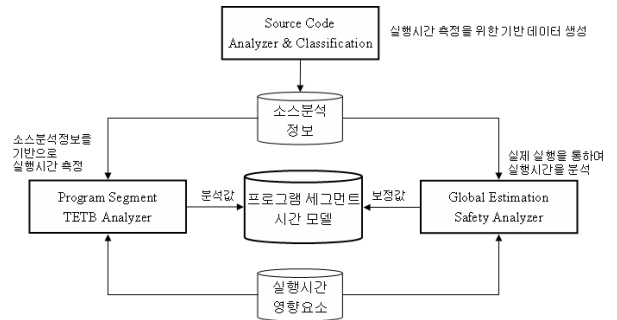 Source Code
Analyzer & Classification
실행시간 측정을 위한 기반 데이터 생성
소스분석
정보
소스분석정보를
기반으로
실행시간 측정
실제 실행을 통하여
실행시간을 분석
Program Segment
TETB Analyzer
분석값
프로그램 세그먼트
시간 모델
보정값
Global Estimation
Safety Analyzer
실행시간
영향요소